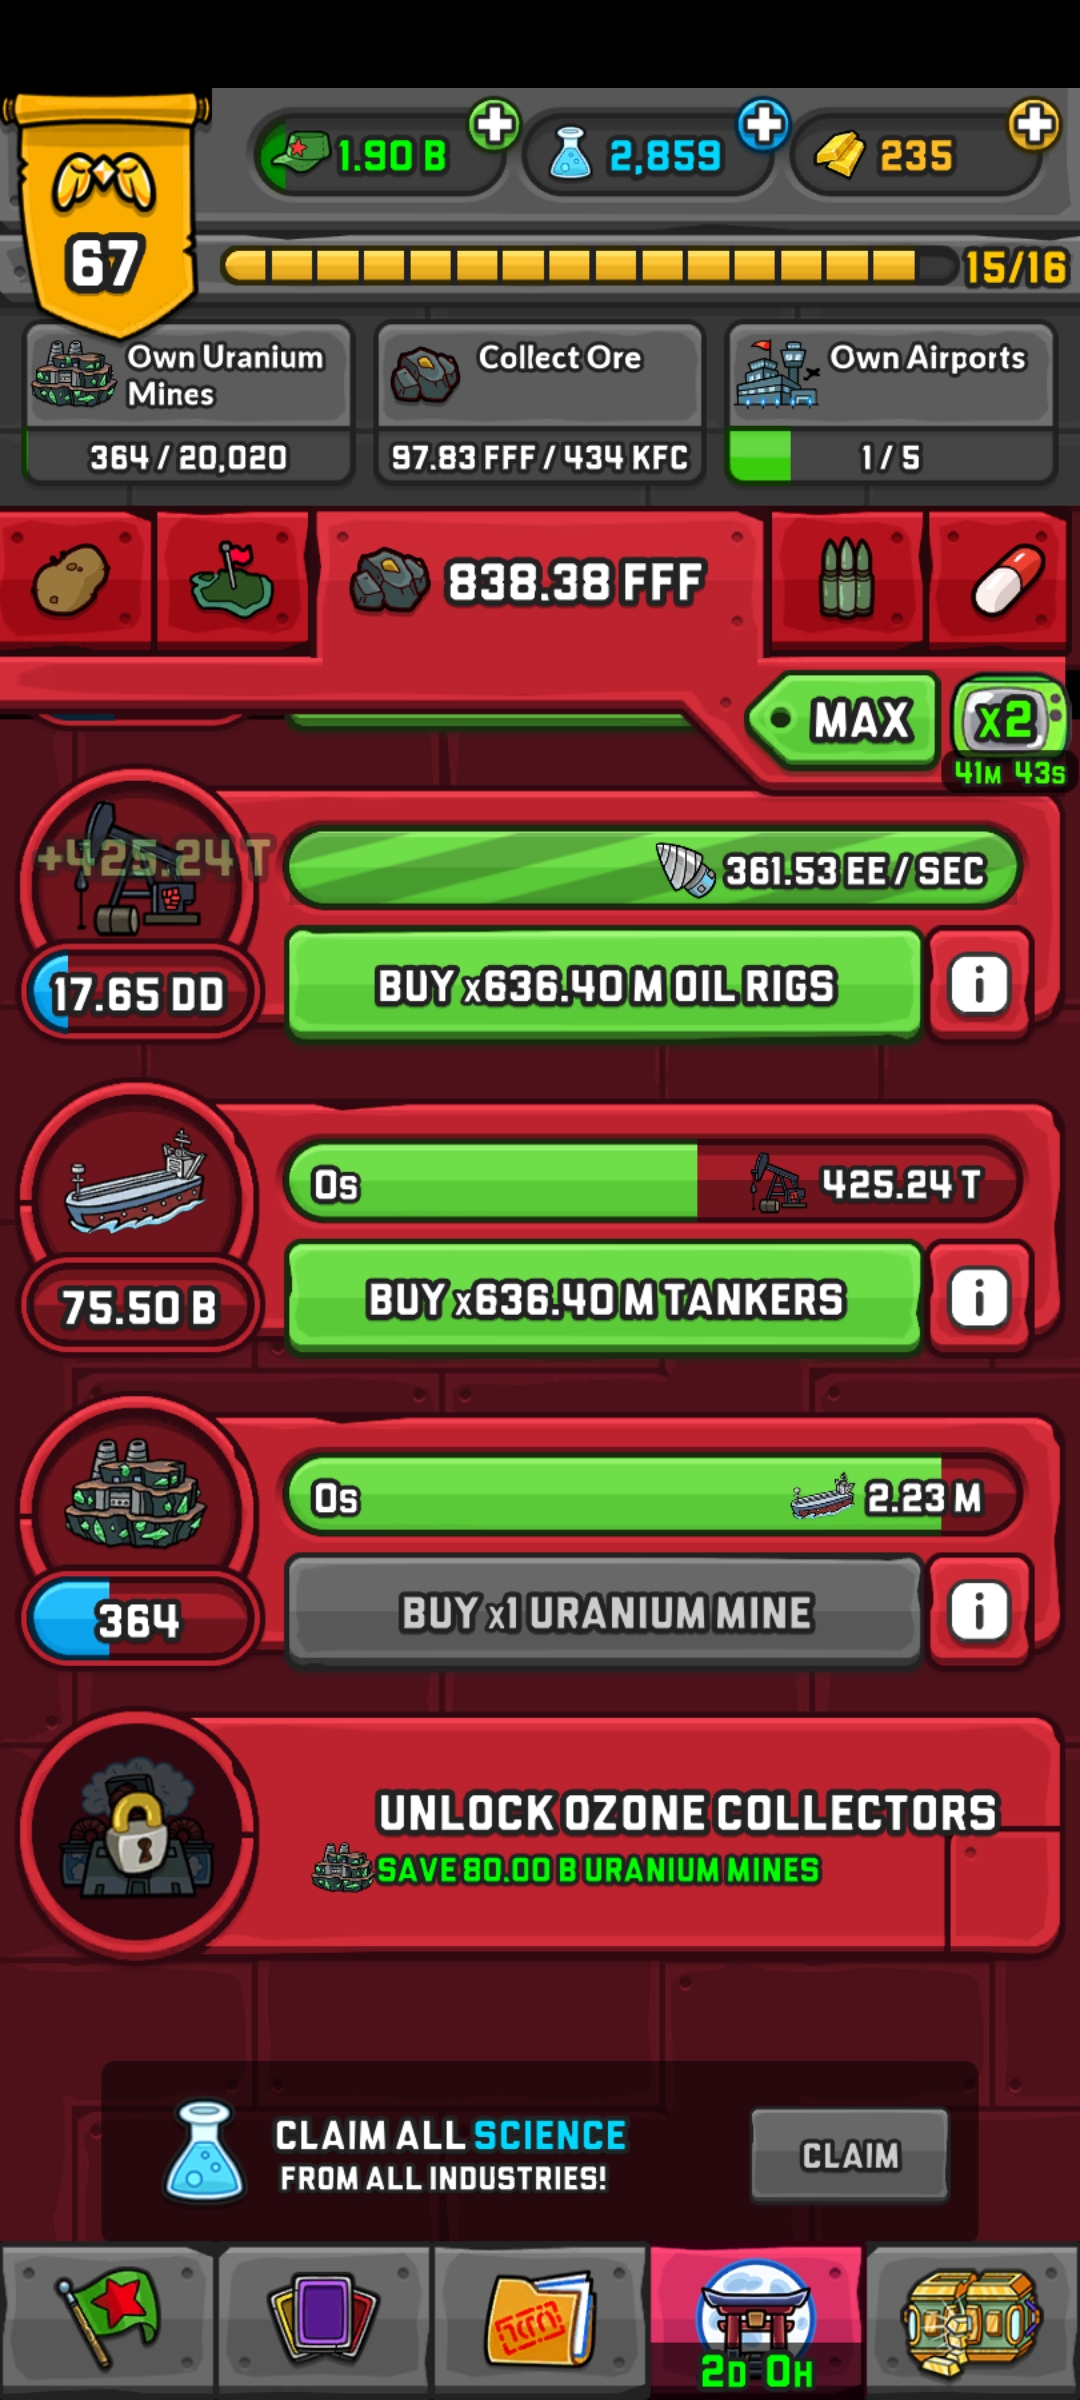 67
1.90 B
2,859
235
15/16
Own Uranium
Mines
364 / 20,020
Collect Ore
97.83 FFF / 434 KFC
Own Airports
1 / 5
838.38 FFF
MAX
x2
41M 43s
+425.24 T
361.53 EE / SEC
17.65 DD
BUY x636.40 M OIL RIGS
i
0s
425.24 T
75.50 B
BUY x636.40 M TANKERS
i
0s
2.23 M
364
BUY x1 URANIUM MINE
i
UNLOCK OZONE COLLECTORS
SAVE 80.00 B URANIUM MINES
CLAIM ALL SCIENCE
FROM ALL INDUSTRIES!
CLAIM
2D 0H